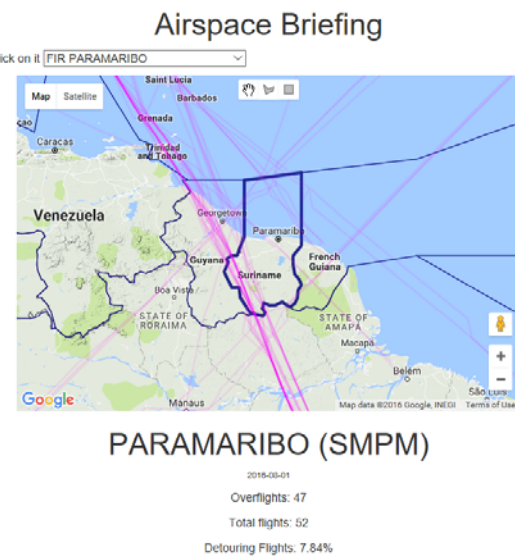 Airspace Briefing
ick on it FIR PARAMARIBO
Map Satellite
Saint Lucia
Barbados
Grenada
Caracas
Trinidad
and Tobago
Venezuela
Georgetown
Paramaribo
Guyana
Suriname
French
Guiana
Boa Vista
STATE OF
RORAIMA
STATE OF
AMAPÁ
Macapá
Belém
São Luís
Manaus
Google
Map data ©2016 Google, INEGI Terms of Use
PARAMARIBO (SMPM)
2016-08-01
Overflights: 47
Total flights: 52
Detouring Flights: 7.84%